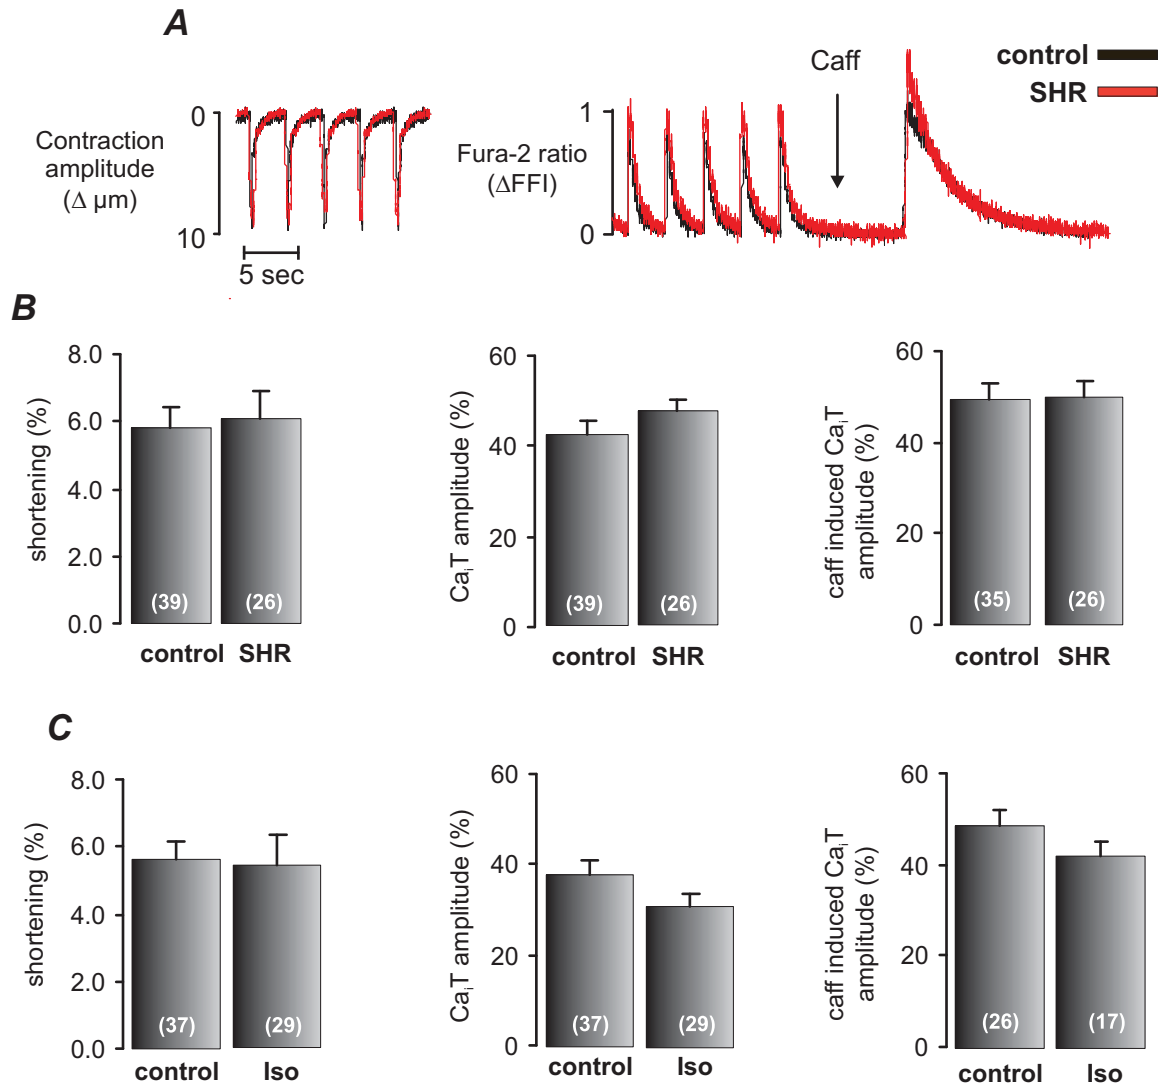 A
control
SHR
Caff
Contraction
amplitude
(Δ µm)
0
10
5 sec
Fura-2 ratio
(ΔFFI)
1
0
B
shortening (%)
8.0
6.0
4.0
2.0
0.0
(39)
(26)
control SHR
CaiT amplitude (%)
60
40
20
0
(39)
(26)
control SHR
caff induced CaiT
amplitude (%)
60
40
20
0
(35)
(26)
control SHR
C
shortening (%)
8.0
6.0
4.0
2.0
0.0
(37)
(29)
control Iso
CaiT amplitude (%)
60
40
20
0
(37)
(29)
control Iso
caff induced CaiT
amplitude (%)
60
40
20
0
(26)
(17)
control Iso